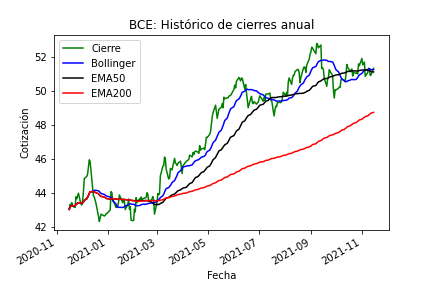 BCE: Histórico de cierres anual
Cierre
Bollinger
EMA50
EMA200
Cotización
52
50
48
46
44
42
2020-11
2021-01
2021-03
2021-05
2021-07
2021-09
2021-11
Fecha